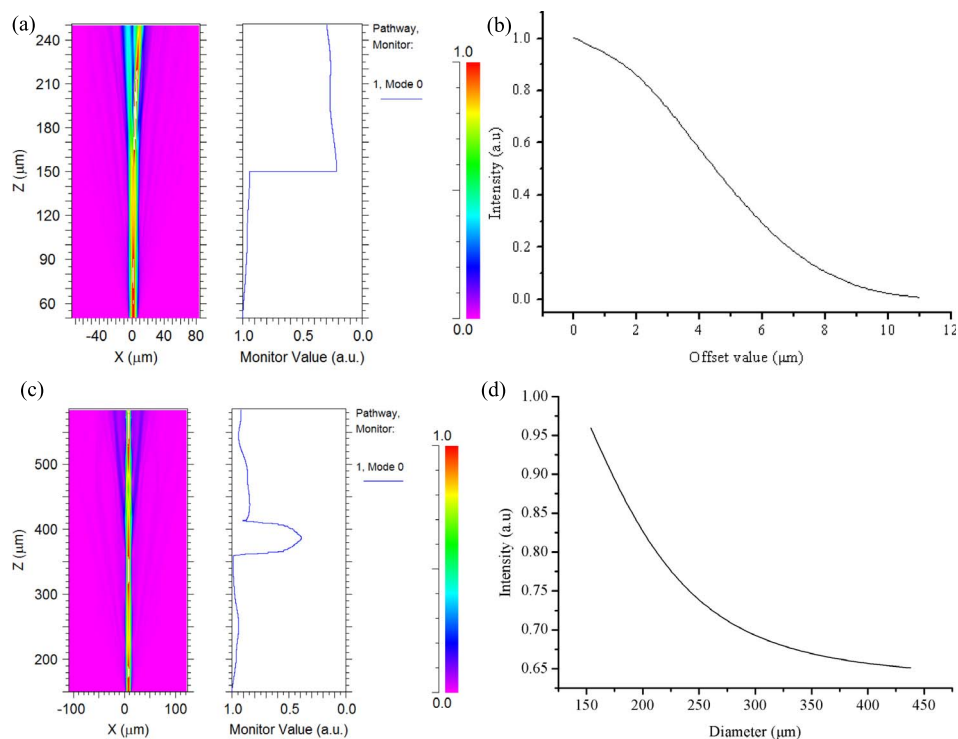 (a)
240
210
180
150
120
90
60
Z (µm)
-40 0 40 80
X (µm)
1.0 0.5 0.0
Monitor Value (a.u.)
Pathway,
Monitor:
1, Mode 0
1.0
0.0
(b)
1.0
0.8
0.6
0.4
0.2
0.0
Intensity (a.u)
0 2 4 6 8 10 12
Offset value (µm)
(c)
500
400
300
200
Z (µm)
-100 0 100
X (µm)
1.0 0.5 0.0
Monitor Value (a.u.)
Pathway,
Monitor:
1, Mode 0
1.0
0.0
(d)
1.00
0.95
0.90
0.85
0.80
0.75
0.70
0.65
Intensity (a.u)
150 200 250 300 350 400 450
Diameter (µm)